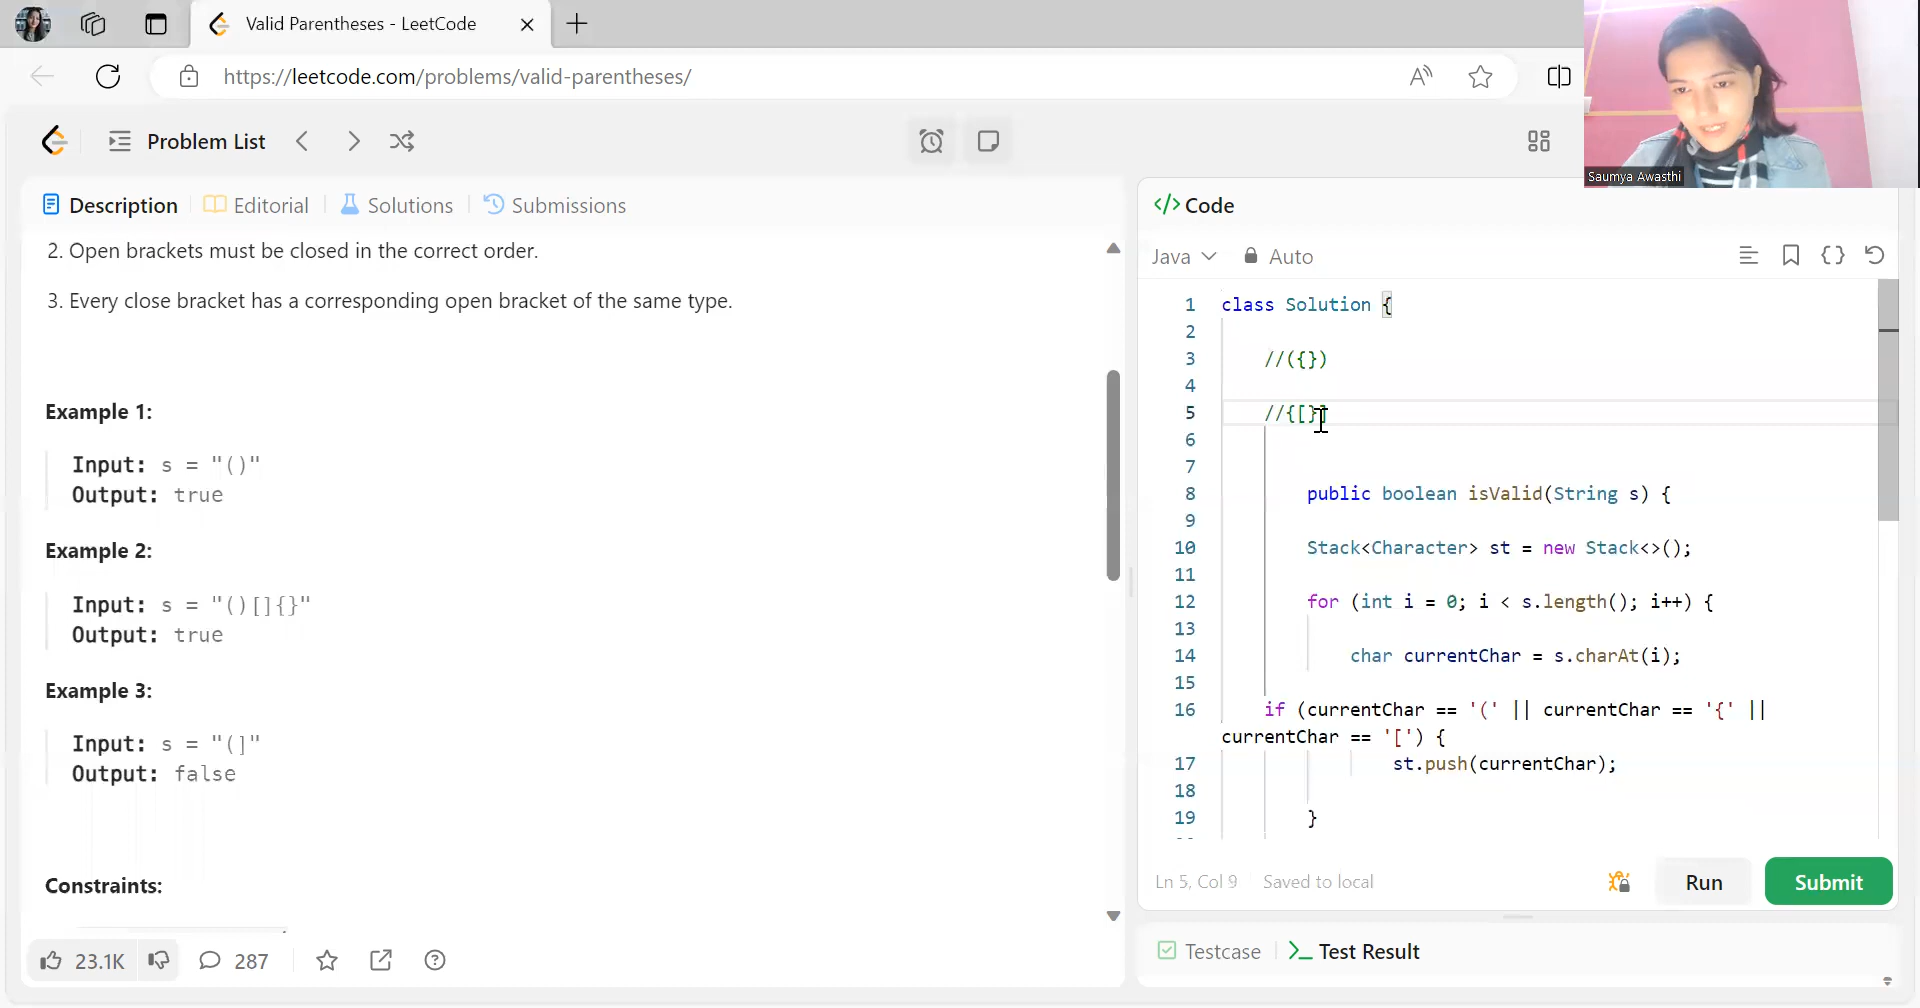 Valid Parentheses - LeetCode
https://leetcode.com/problems/valid-parentheses/
Saumya Awasthi
Problem List
Description
Editorial
Solutions
Submissions
2. Open brackets must be closed in the correct order.
3. Every close bracket has a corresponding open bracket of the same type.
Example 1:
Input: s = "()"
Output: true
Example 2:
Input: s = "()[]{}"
Output: true
Example 3:
Input: s = "(]"
Output: false
Constraints:
23.1K
287
</> Code
Java
Auto
1 class Solution {
2
3 //({})
4
5 //{[}]
6
7
8 public boolean isValid(String s) {
9
10 Stack<Character> st = new Stack<>();
11
12 for (int i = 0; i < s.length(); i++) {
13
14 char currentChar = s.charAt(i);
15
16 if (currentChar == '(' || currentChar == '{' ||
currentChar == '[') {
17 st.push(currentChar);
18
19 }
Ln 5, Col 9
Saved to local
Run
Submit
Testcase
Test Result